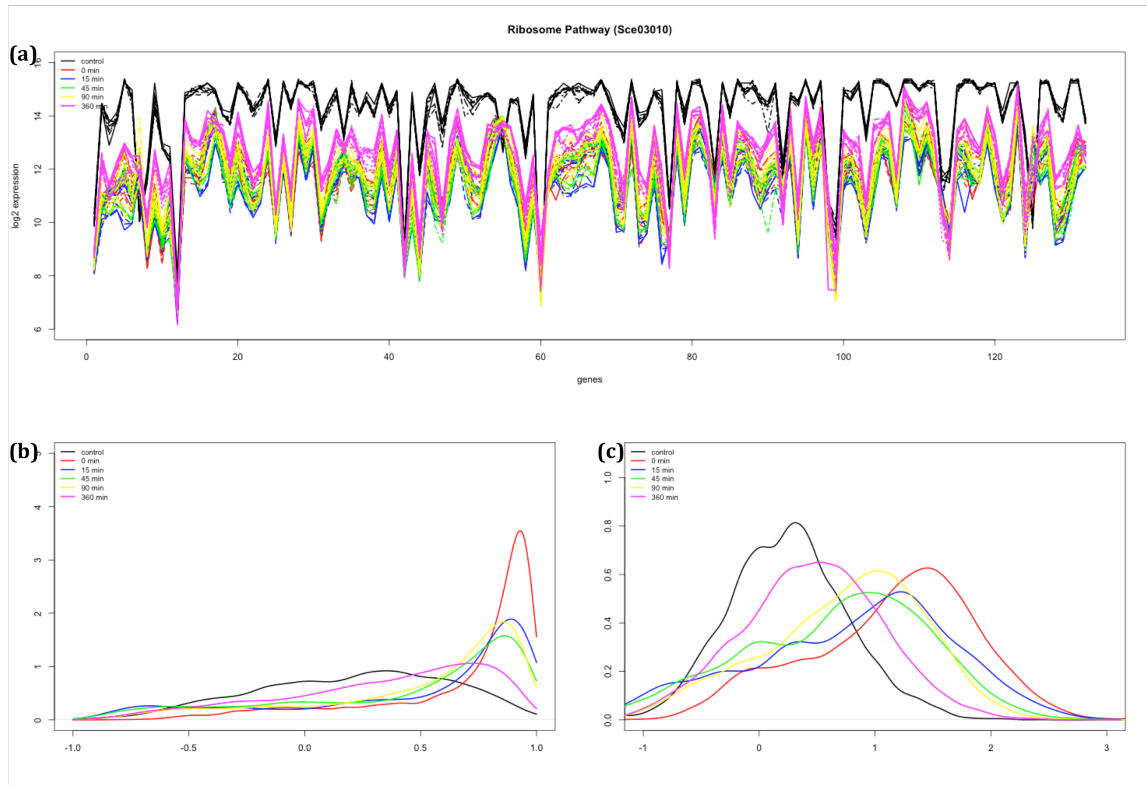 Ribosome Pathway (Sce03010)
(a)
16
14
12
10
8
6
log2 expression
control
0 min
15 min
45 min
90 min
360 min
0
20
40
60
80
100
120
genes
(b)
4
3
2
1
0
control
0 min
15 min
45 min
90 min
360 min
-1.0
-0.5
0.0
0.5
1.0
(c)
1.0
0.8
0.6
0.4
0.2
0.0
control
0 min
15 min
45 min
90 min
360 min
-1
0
1
2
3